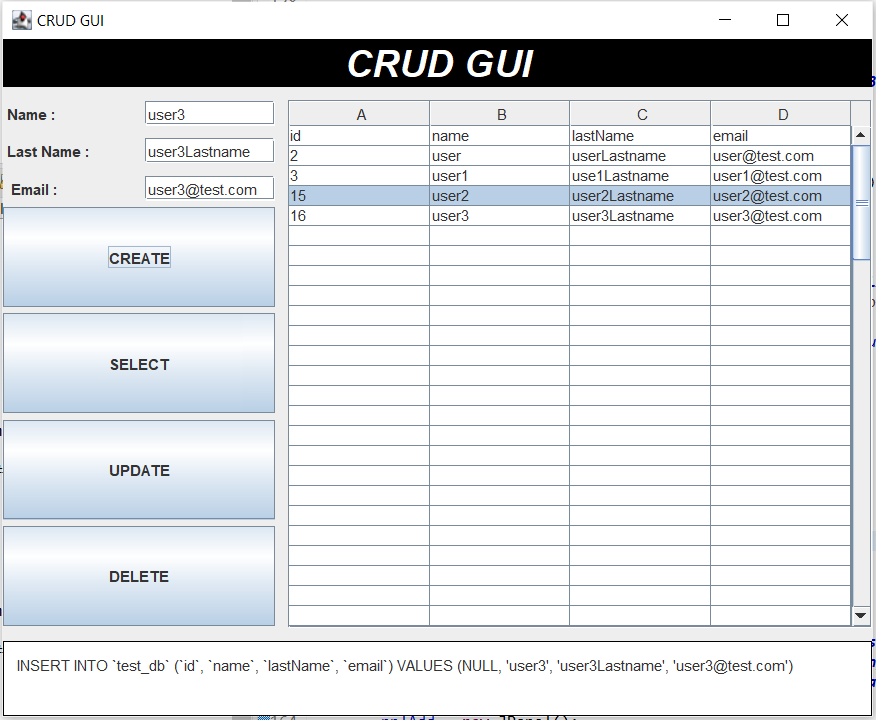 CRUD GUI
CRUD GUI
Name : user3
Last Name : user3Lastname
Email : user3@test.com
CREATE
SELECT
UPDATE
DELETE
A B C D
id name lastName email
2 user userLastname user@test.com
3 user1 use1Lastname user1@test.com
15 user2 user2Lastname user2@test.com
16 user3 user3Lastname user3@test.com
INSERT INTO `test_db` (`id`, `name`, `lastName`, `email`) VALUES (NULL, 'user3', 'user3Lastname', 'user3@test.com')